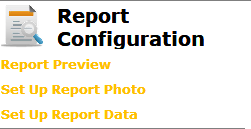 Report
Configuration
Report Preview
Set Up Report Photo
Set Up Report Data